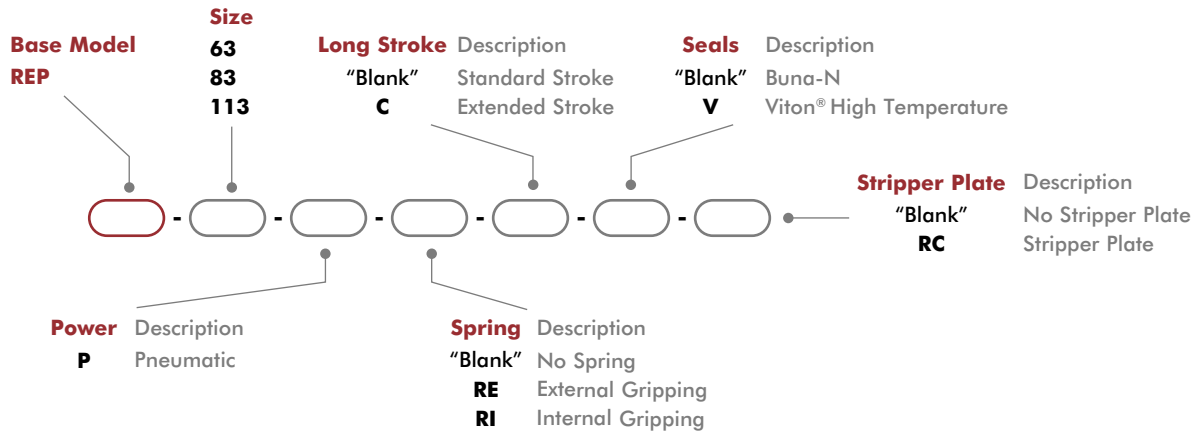 Size
Base Model
REP
63
83
113
Long Stroke Description
“Blank” Standard Stroke
C Extended Stroke
Seals Description
“Blank” Buna-N
V Viton® High Temperature
Stripper Plate Description
“Blank” No Stripper Plate
RC Stripper Plate
- - - - - -
Power Description
P Pneumatic
Spring Description
“Blank” No Spring
RE External Gripping
RI Internal Gripping